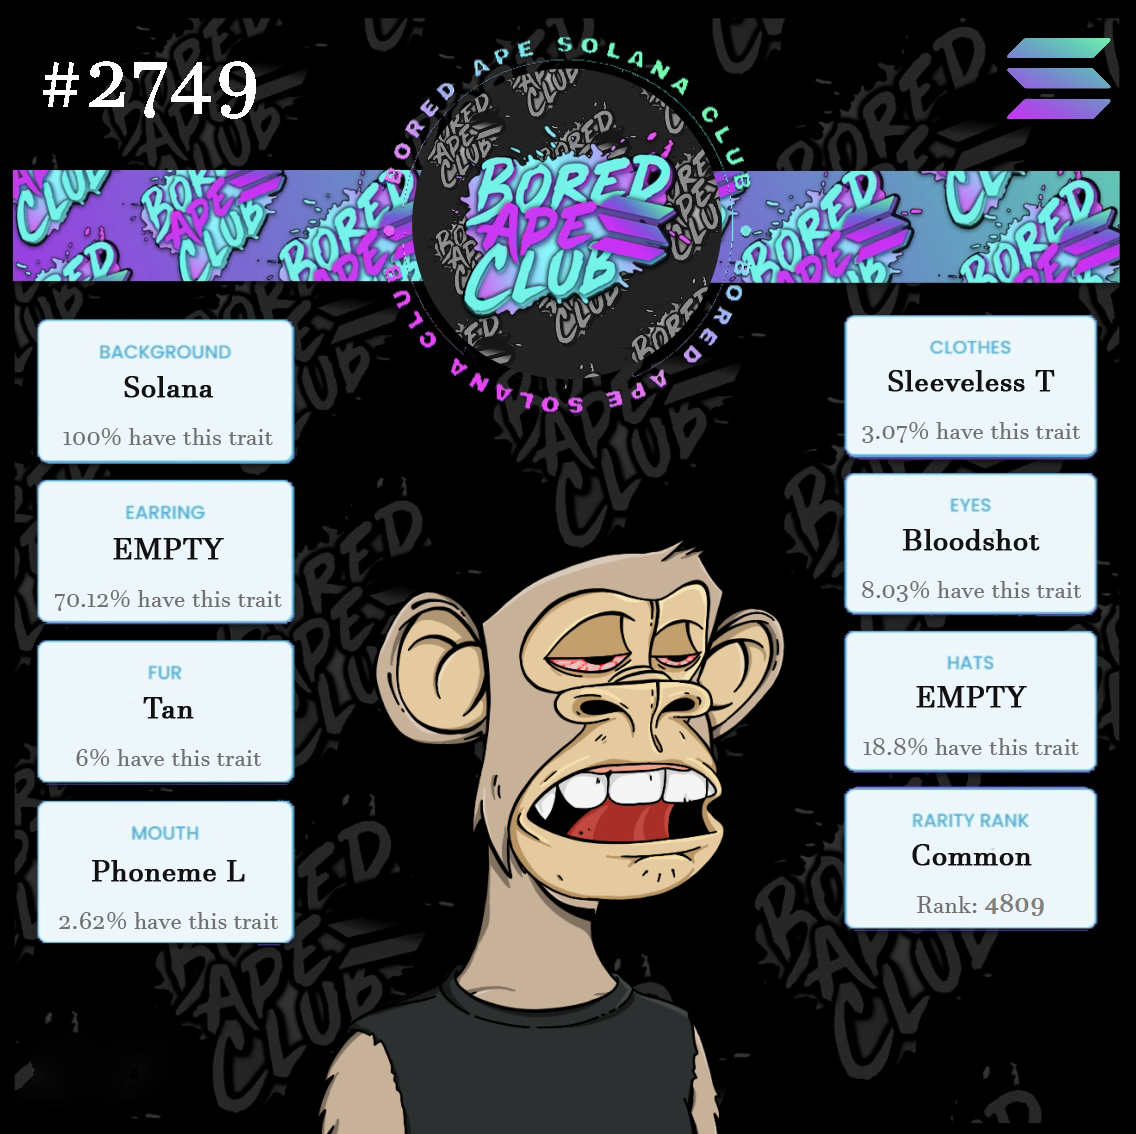 #2749
BORED APE SOLANA CLUB
BORED APE SOLANA CLUB
BORED
APE
CLUB
BACKGROUND
Solana
100% have this trait
EARRING
EMPTY
70.12% have this trait
FUR
Tan
6% have this trait
MOUTH
Phoneme L
2.62% have this trait
CLOTHES
Sleeveless T
3.07% have this trait
EYES
Bloodshot
8.03% have this trait
HATS
EMPTY
18.8% have this trait
RARITY RANK
Common
Rank: 4809